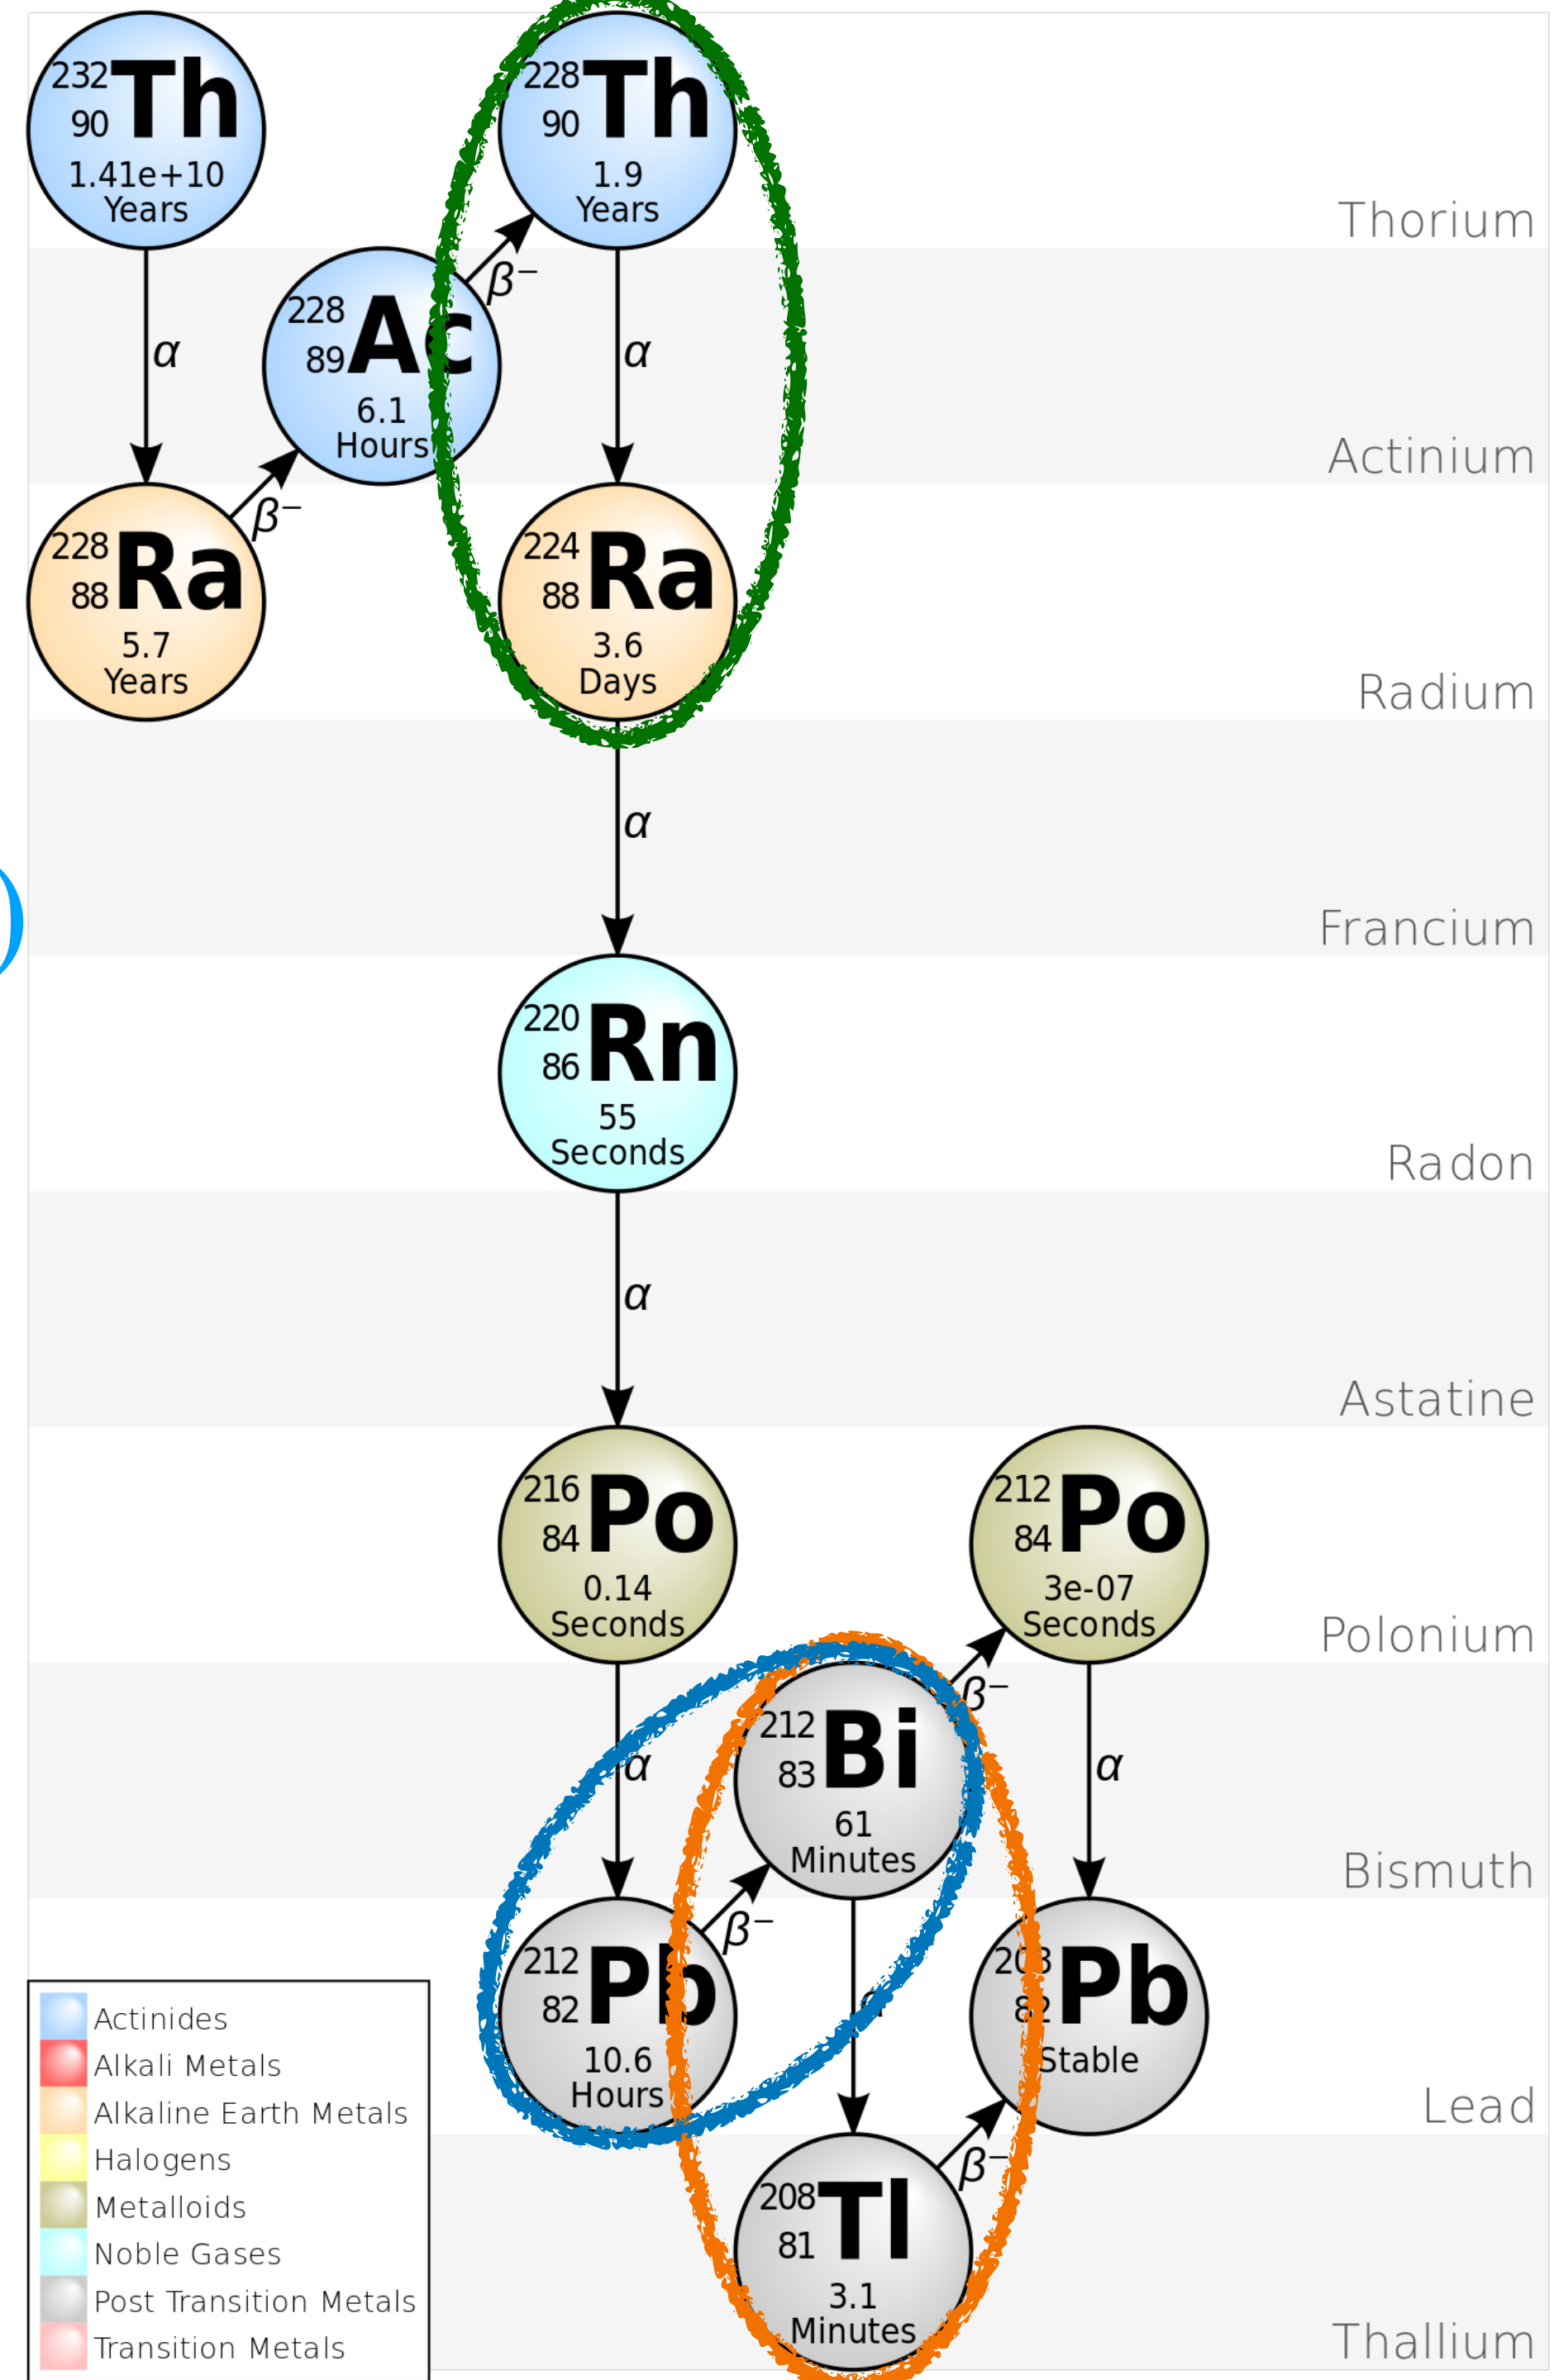 232
90
Th
1.41e+10
Years
228
90
Th
1.9
Years
Thorium
α
β−
α
228
89
Ac
6.1
Hours
Actinium
β−
228
88
Ra
5.7
Years
224
88
Ra
3.6
Days
Radium
α
Francium
)
220
86
Rn
55
Seconds
Radon
α
Astatine
216
84
Po
0.14
Seconds
212
84
Po
3e-07
Seconds
Polonium
β−
α
α
212
83
Bi
61
Minutes
Bismuth
β−
212
82
Pb
10.6
Hours
α
208
82
Pb
Stable
Lead
β−
208
81
Tl
3.1
Minutes
Thallium
Actinides
Alkali Metals
Alkaline Earth Metals
Halogens
Metalloids
Noble Gases
Post Transition Metals
Transition Metals